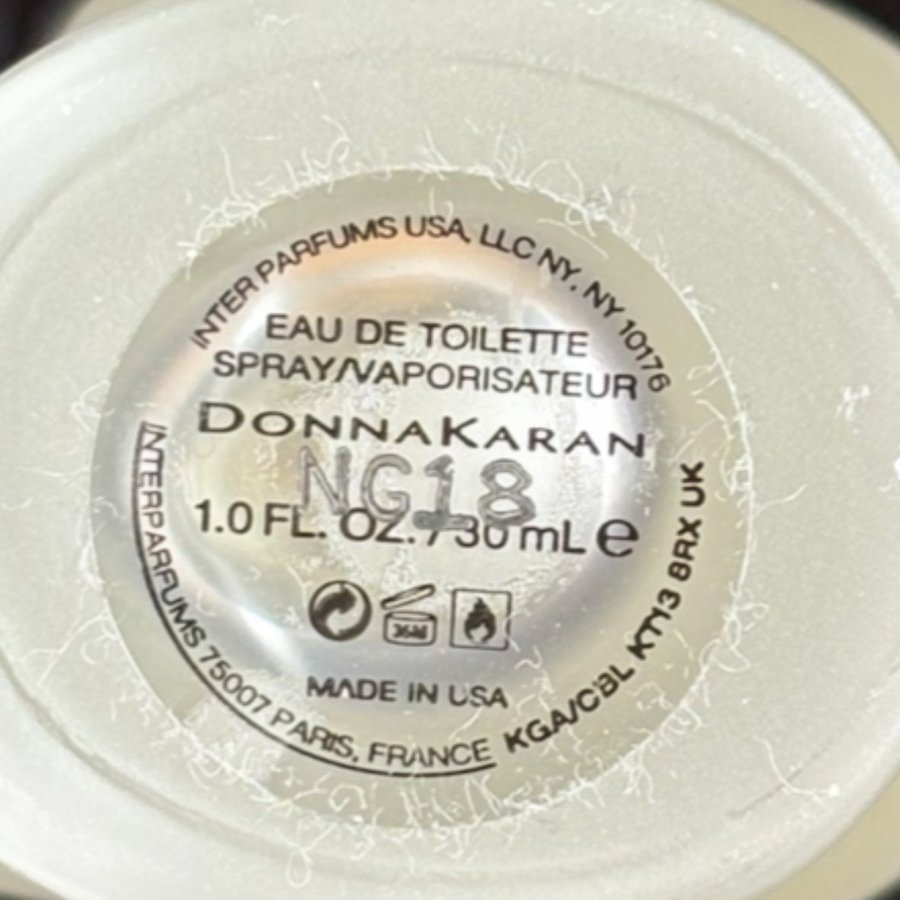 INTER PARFUMS USA, LLC NY, NY 10176
EAU DE TOILETTE
SPRAY/VAPORISATEUR
DONNAKARAN
NG18
1.0 FL. OZ. / 30 mL e
MADE IN USA
INTERPARFUMS 75007 PARIS, FRANCE
KGA/CBL KT13 8RX UK